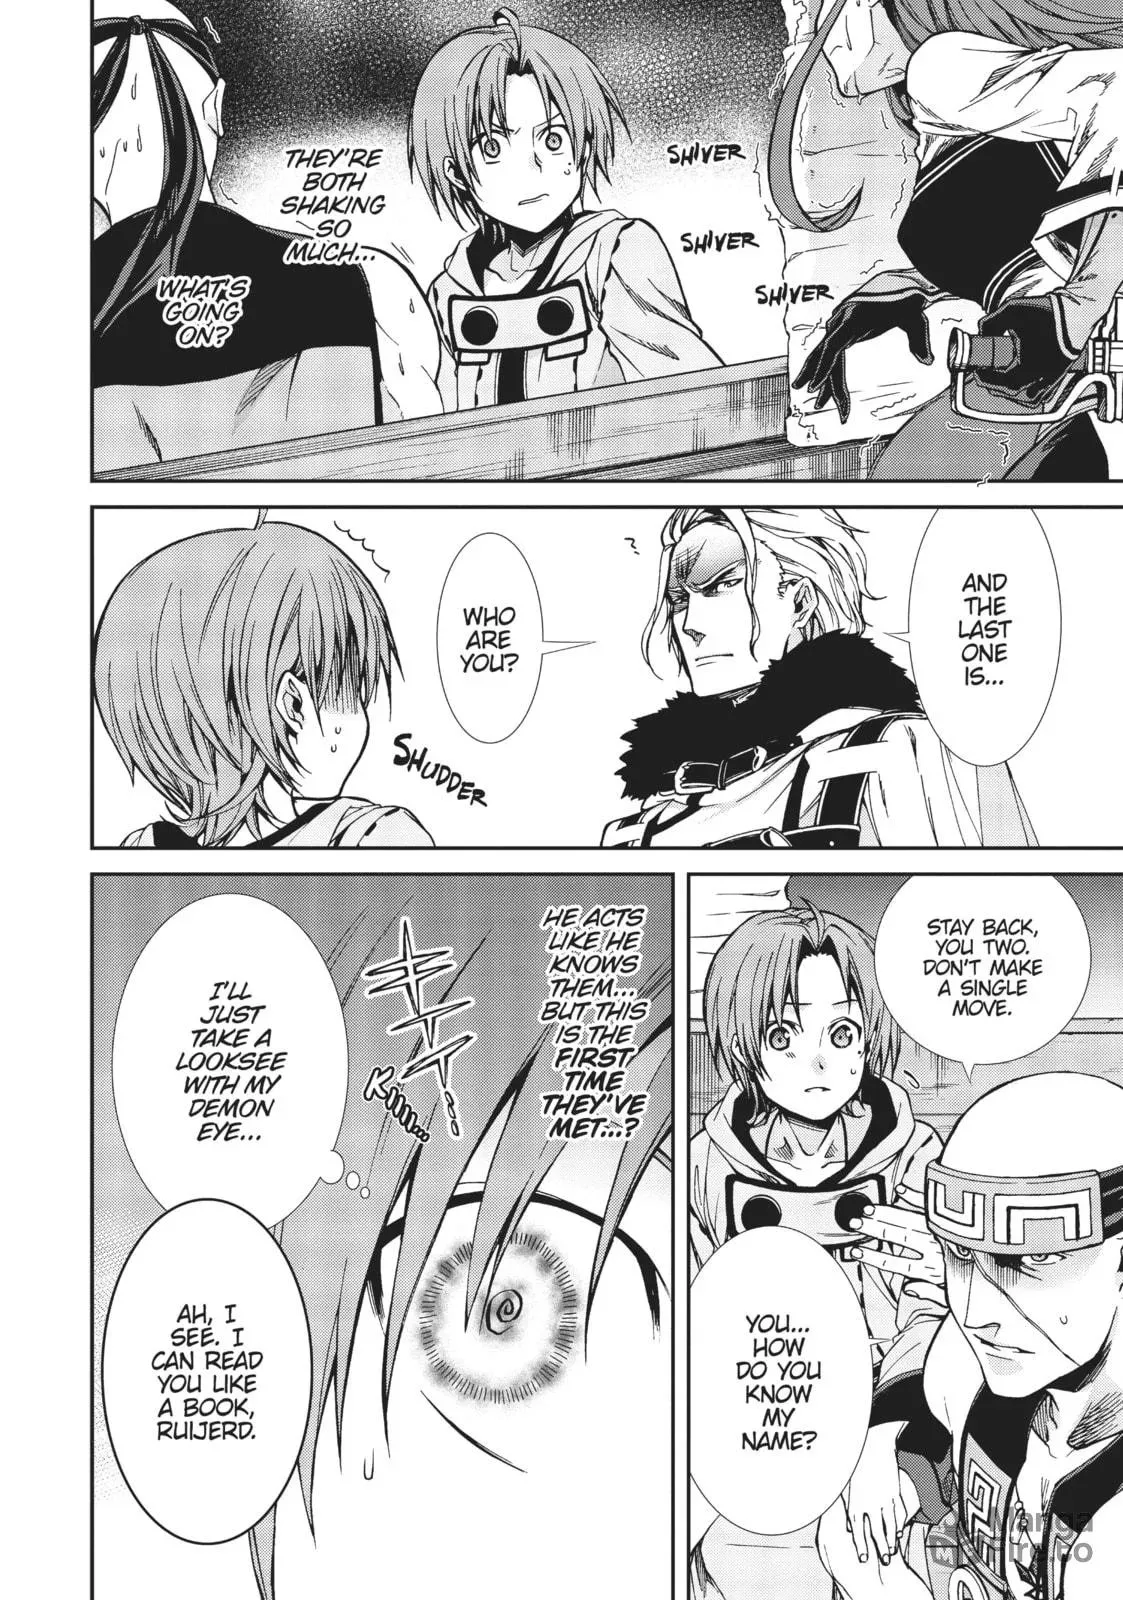 SHIVER
SHIVER
SHIVER
THEY'RE
BOTH
SHAKING
SO
MUCH...
WHAT'S
GOING
ON?
AND
THE
LAST
ONE
IS...
WHO
ARE
YOU?
SHUDDER
STAY BACK,
YOU TWO.
DON'T MAKE
A SINGLE
MOVE.
YOU...
HOW
DO YOU
KNOW
MY
NAME?
HE ACTS
LIKE HE
KNOWS
THEM...
BUT THIS
IS THE
FIRST
TIME
THEY'VE
MET...?
I'LL
JUST
TAKE A
LOOKSEE
WITH MY
DEMON
EYE...
AH, I
SEE. I
CAN READ
YOU LIKE
A BOOK,
RUIJERD.
Manga
Fire.to